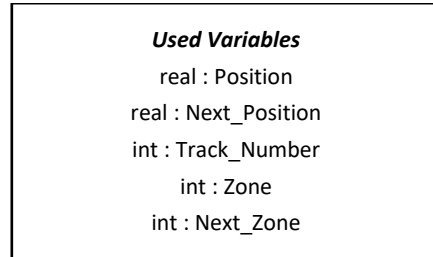 Used Variables
real : Position
real : Next_Position
int : Track_Number
int : Zone
int : Next_Zone